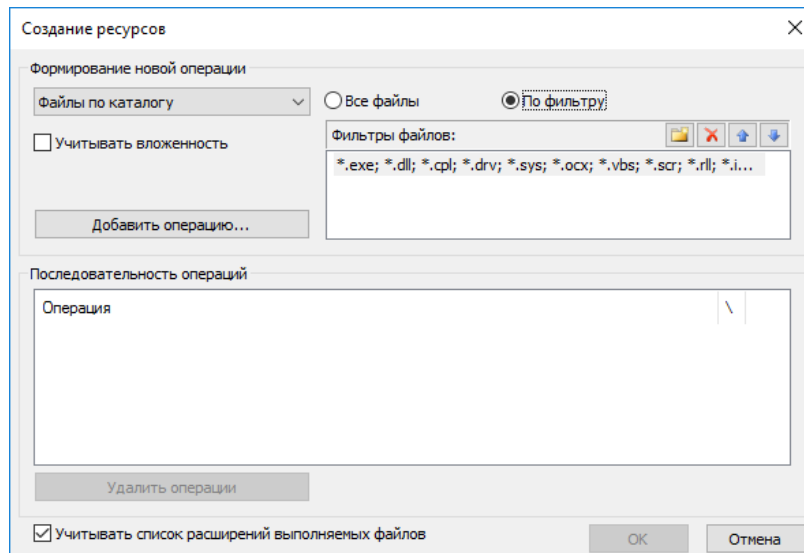 Создание ресурсов
Формирование новой операции
Файлы по каталогу
Все файлы
По фильтру
Учитывать вложенность
Фильтры файлов:
*.exe; *.dll; *.cpl; *.drv; *.sys; *.ocx; *.vbs; *.scr; *.rll; *.i...
Добавить операцию...
Последовательность операций
Операция
\
Удалить операции
Учитывать список расширений выполняемых файлов
OK
Отмена